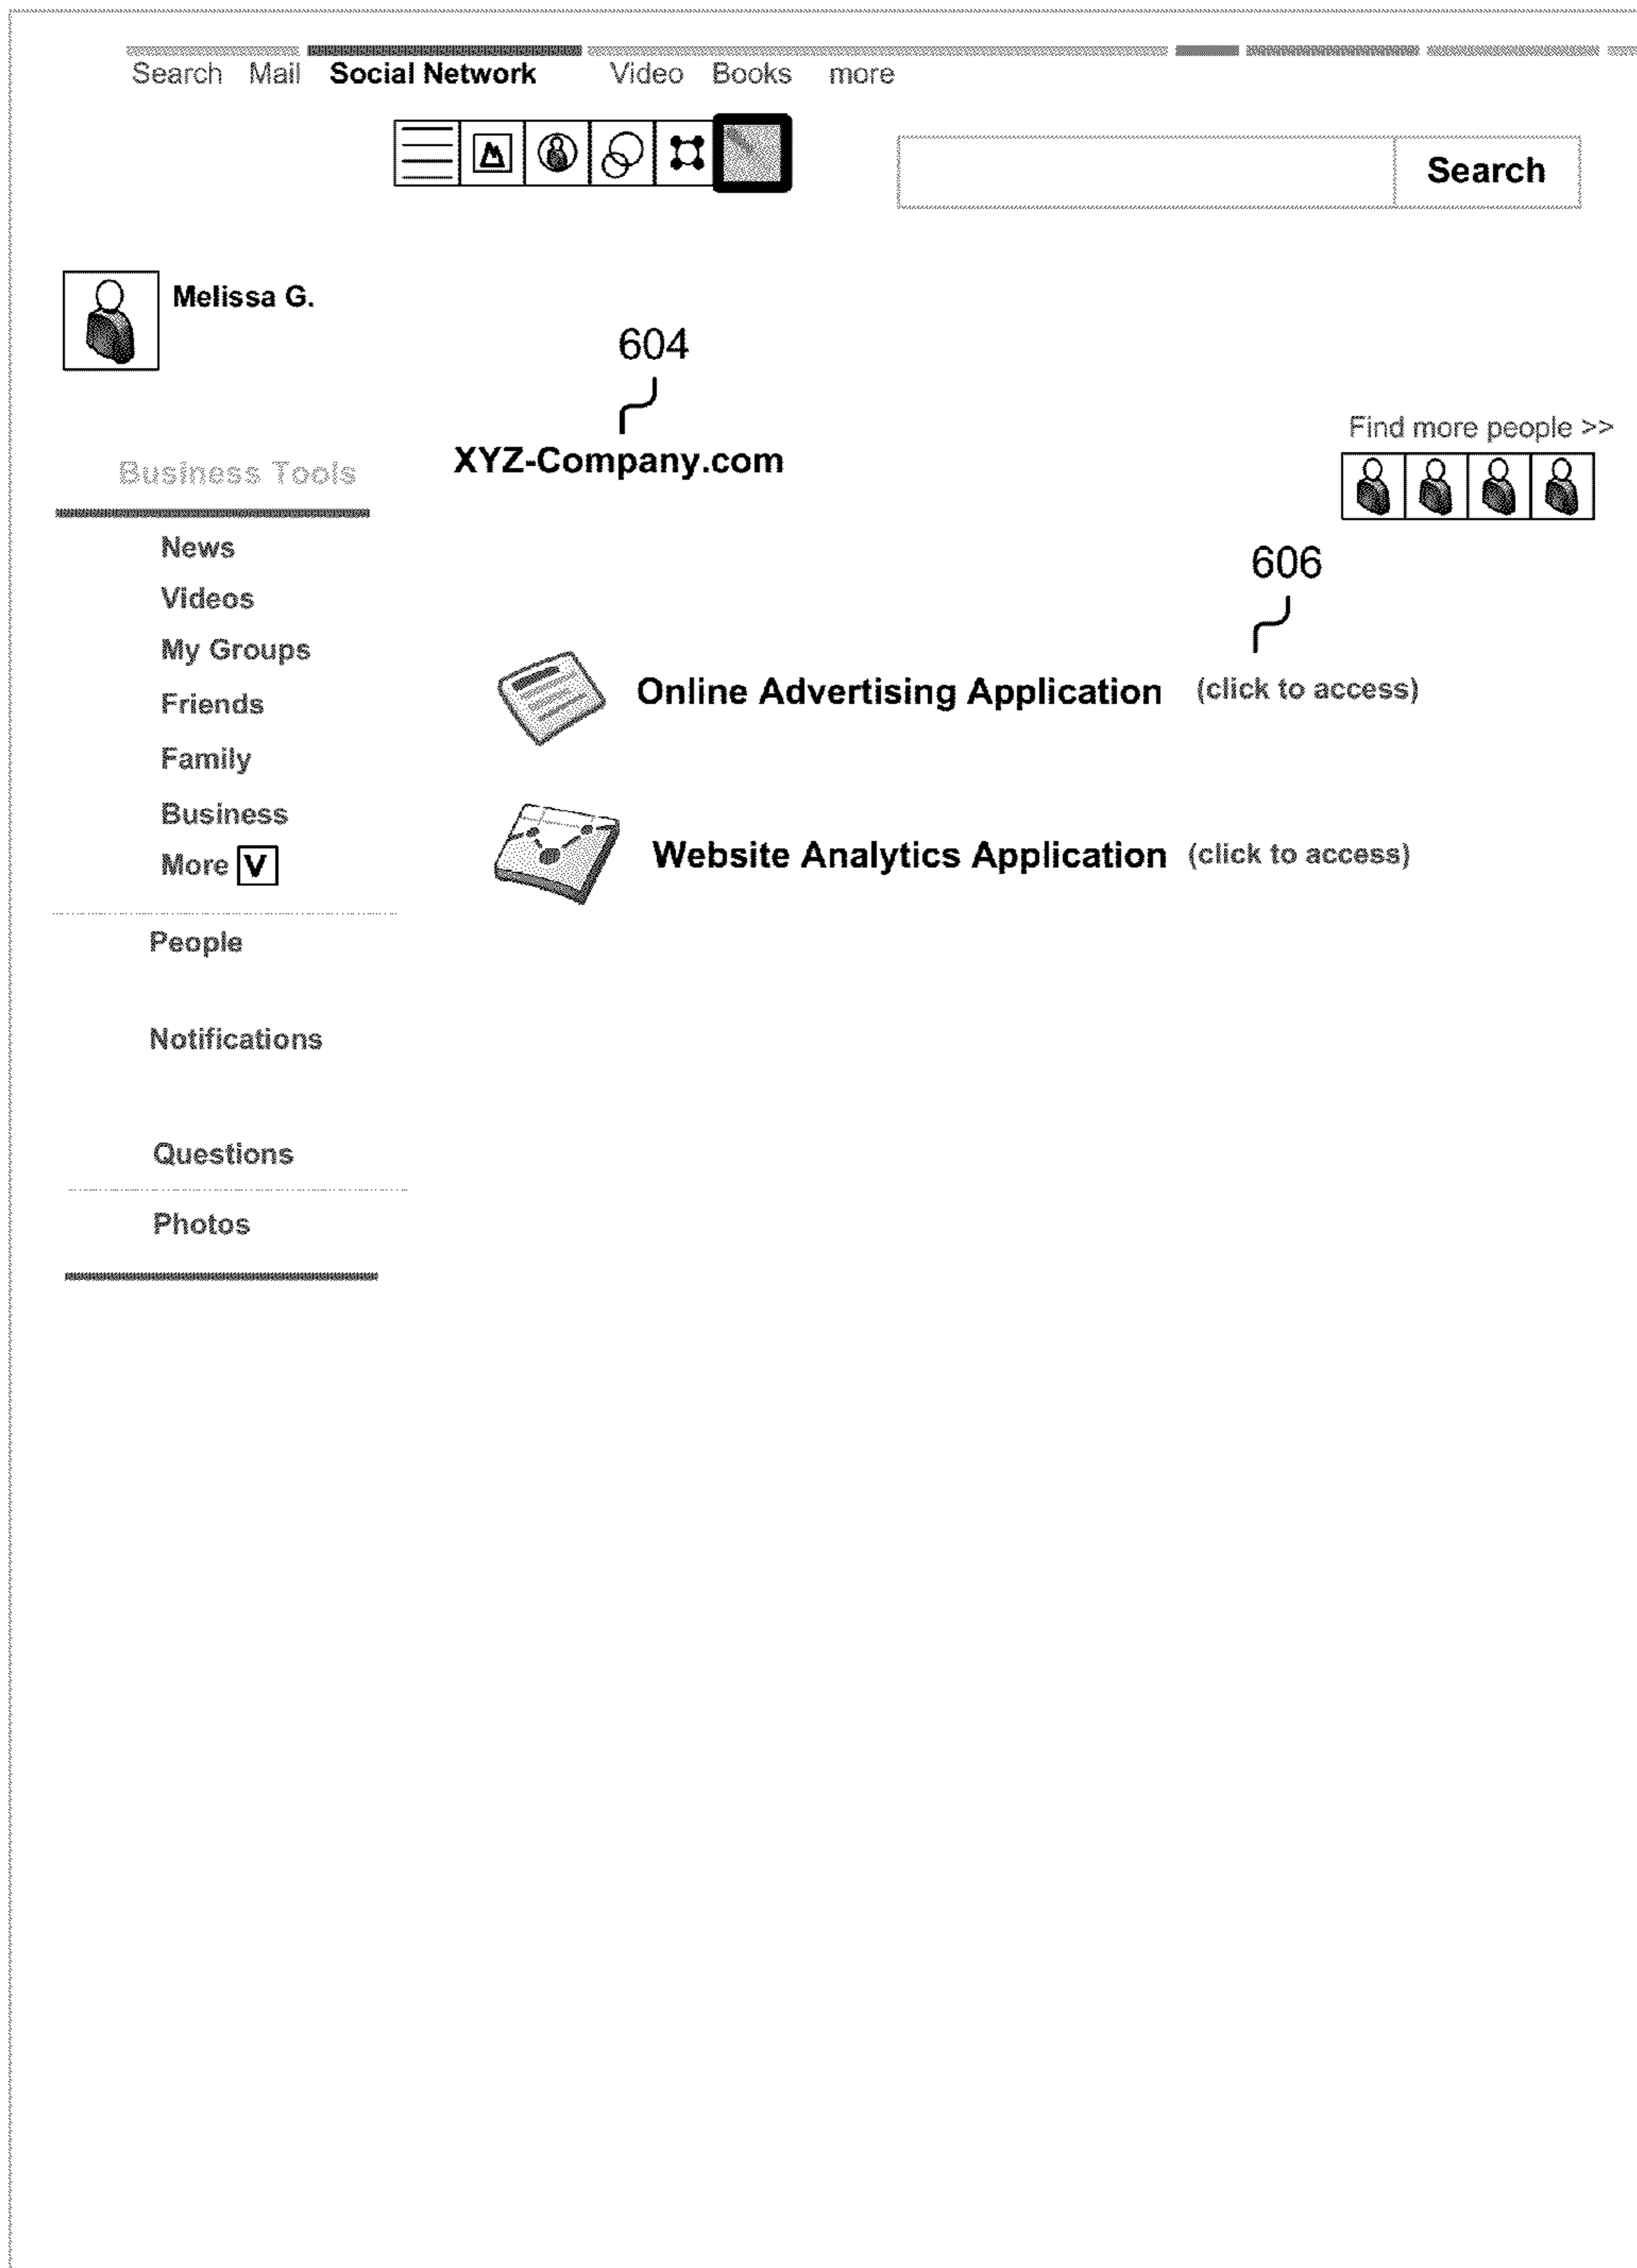 Search Mail Social Network Video Books more
Search
Melissa G.
604
XYZ-Company.com
Find more people >>
Business Tools
News
Videos
My Groups
Friends
Family
Business
More V
People
Notifications
Questions
Photos
606
Online Advertising Application (click to access)
Website Analytics Application (click to access)